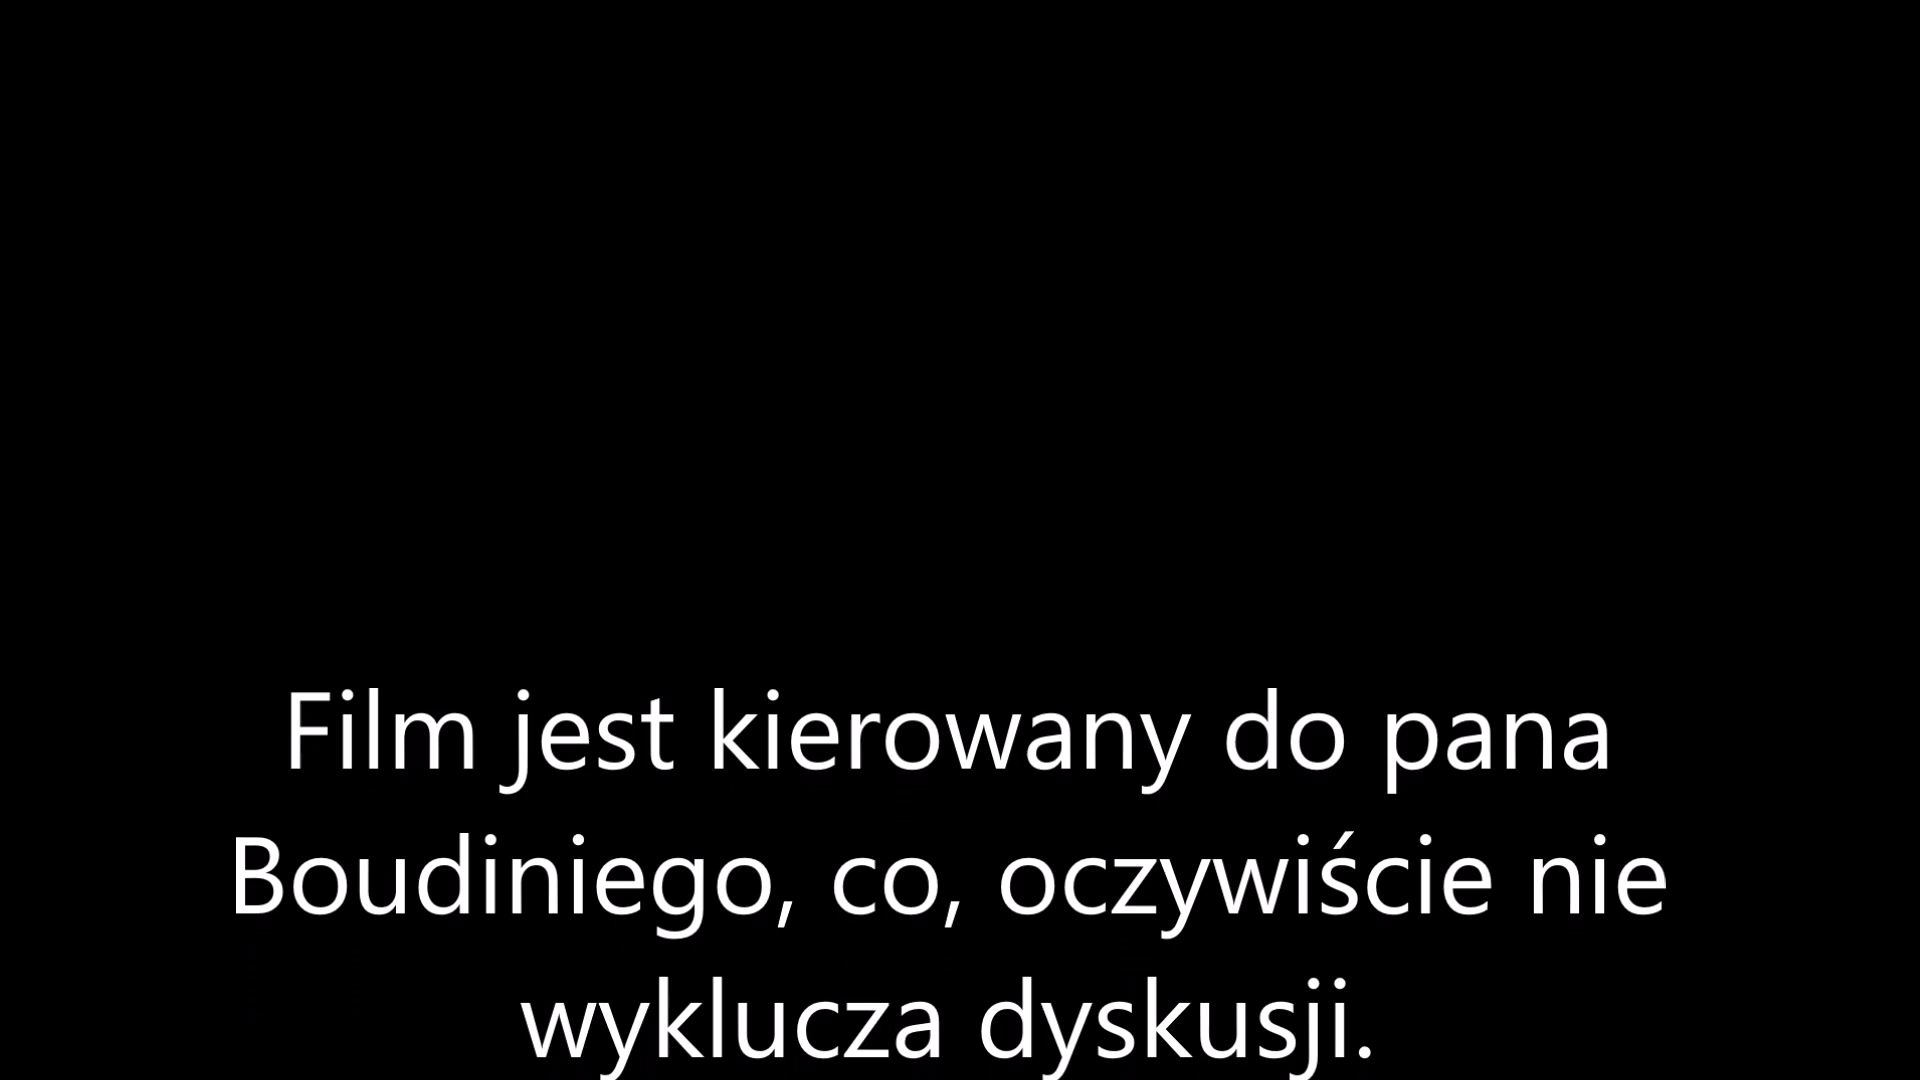 Film jest kierowany do pana
Boudiniego, co, oczywiście nie
wyklucza dyskusji.